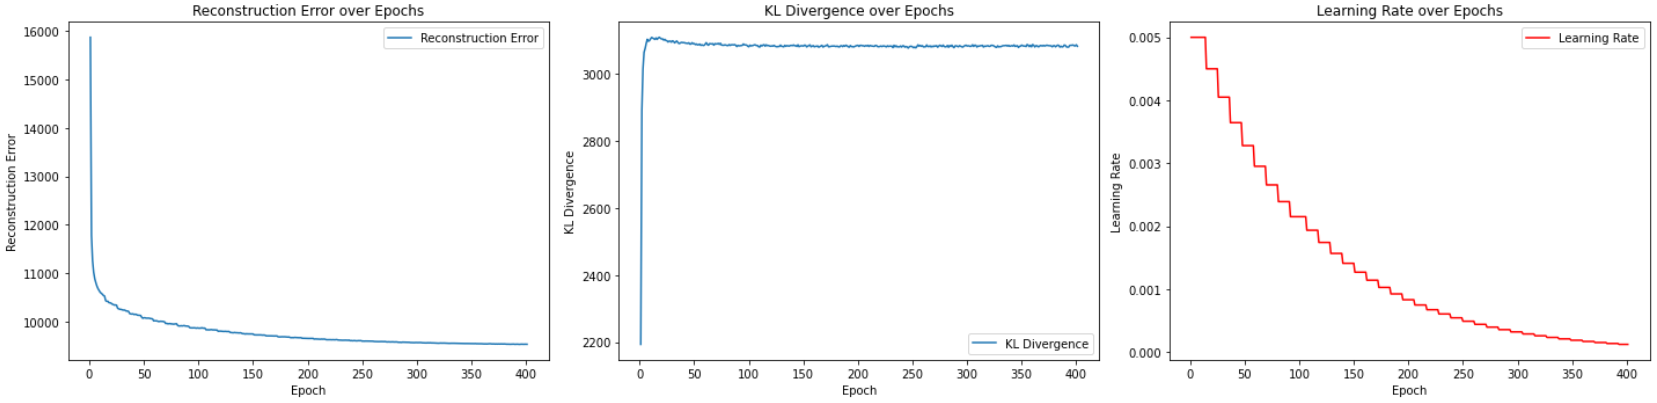 Reconstruction Error over Epochs
Reconstruction Error
16000
15000
14000
13000
12000
11000
10000
Reconstruction Error
0 50 100 150 200 250 300 350 400
Epoch
KL Divergence over Epochs
3000
2800
2600
2400
2200
KL Divergence
KL Divergence
0 50 100 150 200 250 300 350 400
Epoch
Learning Rate over Epochs
Learning Rate
0.005
0.004
0.003
0.002
0.001
0.000
Learning Rate
0 50 100 150 200 250 300 350 400
Epoch